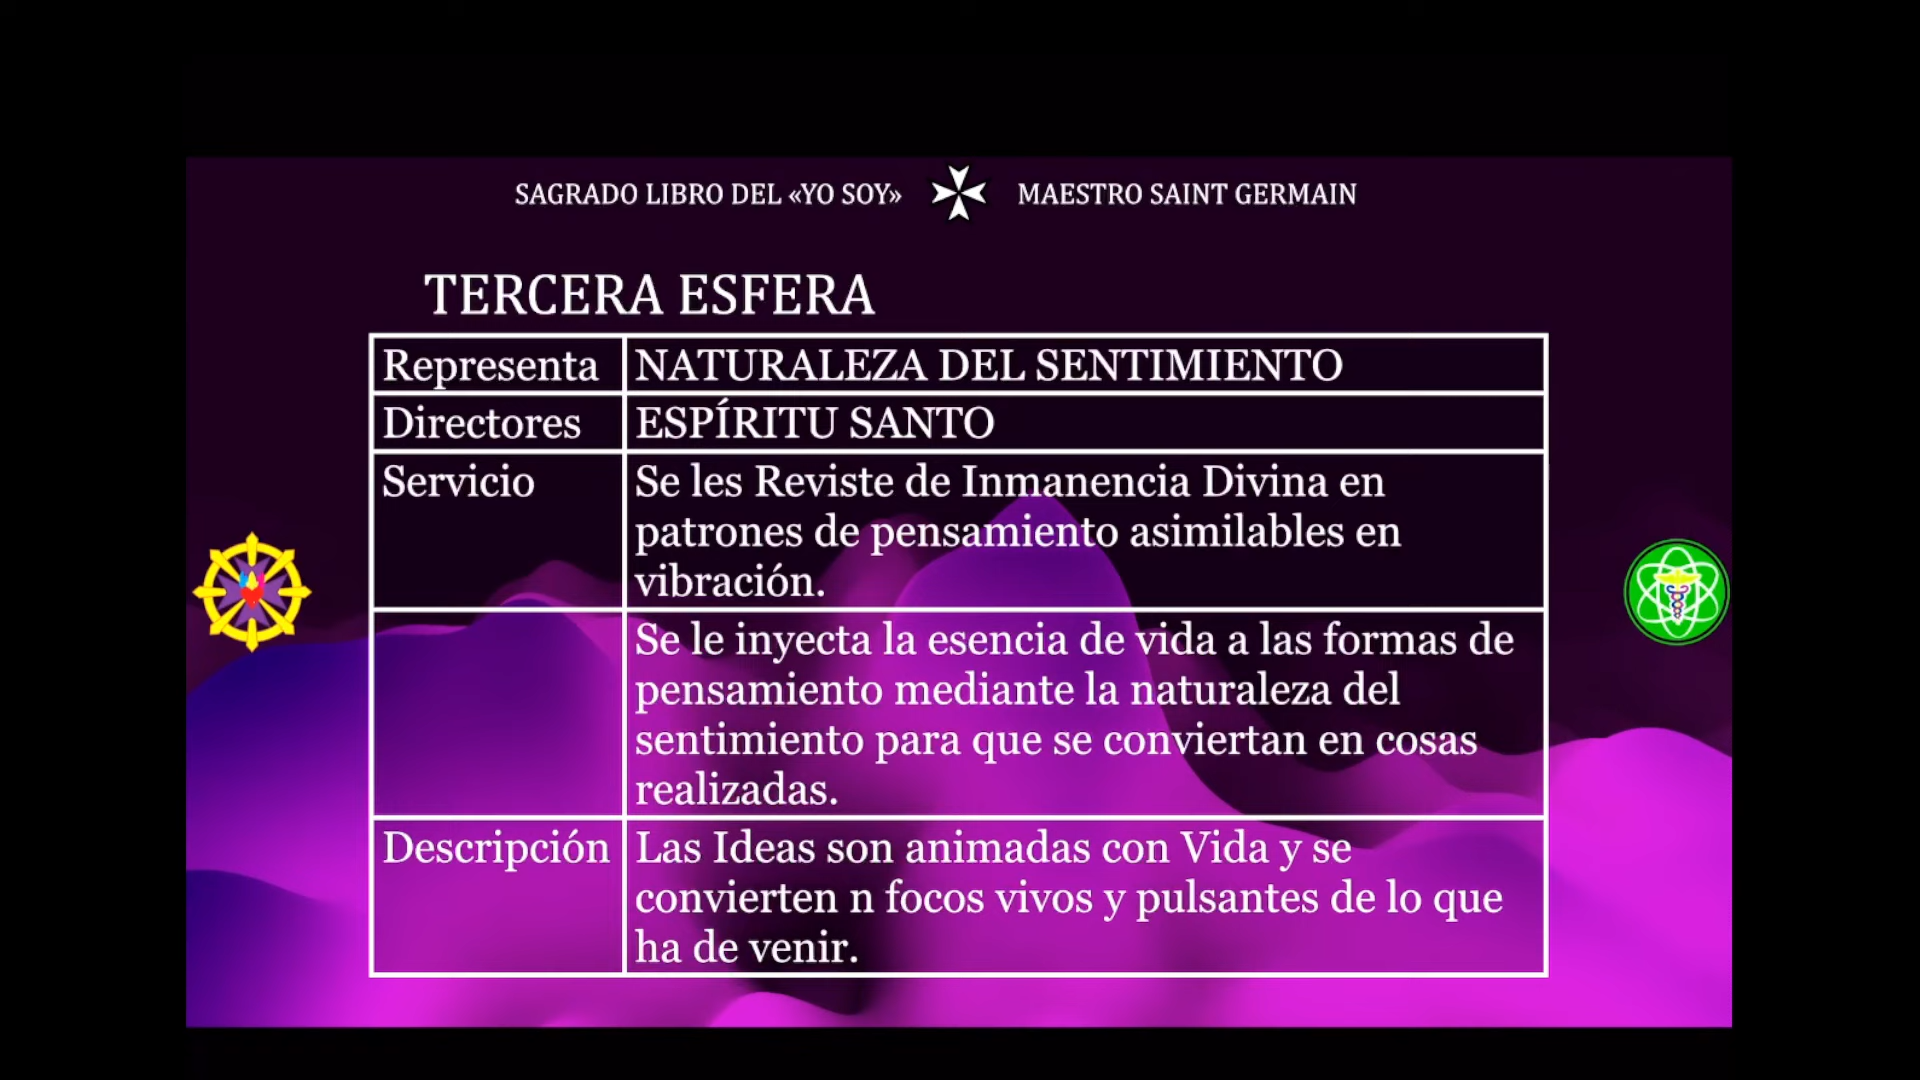 SAGRADO LIBRO DEL «YO SOY» MAESTRO SAINT GERMAIN
TERCERA ESFERA
Representa NATURALEZA DEL SENTIMIENTO
Directores ESPÍRITU SANTO
Servicio Se les Reviste de Inmanencia Divina en
patrones de pensamiento asimilables en
vibración.
Se le inyecta la esencia de vida a las formas de
pensamiento mediante la naturaleza del
sentimiento para que se conviertan en cosas
realizadas.
Descripción Las Ideas son animadas con Vida y se
convierten n focos vivos y pulsantes de lo que
ha de venir.